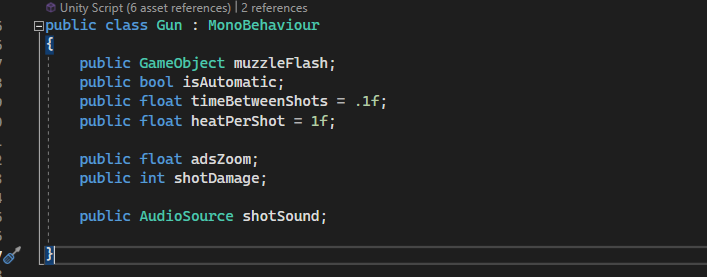 Unity Script (6 asset references) | 2 references
public class Gun : MonoBehaviour
{
public GameObject muzzleFlash;
public bool isAutomatic;
public float timeBetweenShots = .1f;
public float heatPerShot = 1f;
public float adsZoom;
public int shotDamage;
public AudioSource shotSound;
}